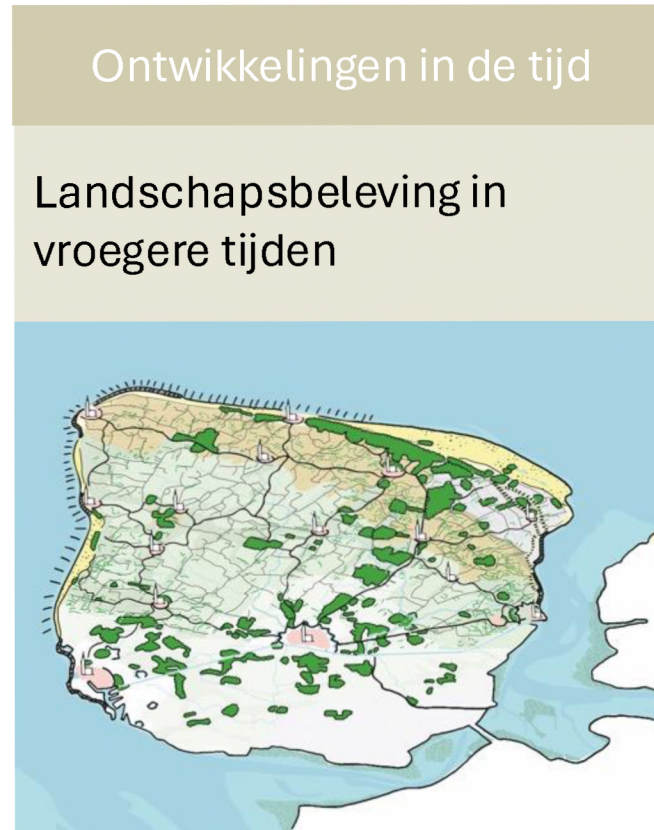 Ontwikkelingen in de tijd
Landschapsbeleving in
vroegere tijden